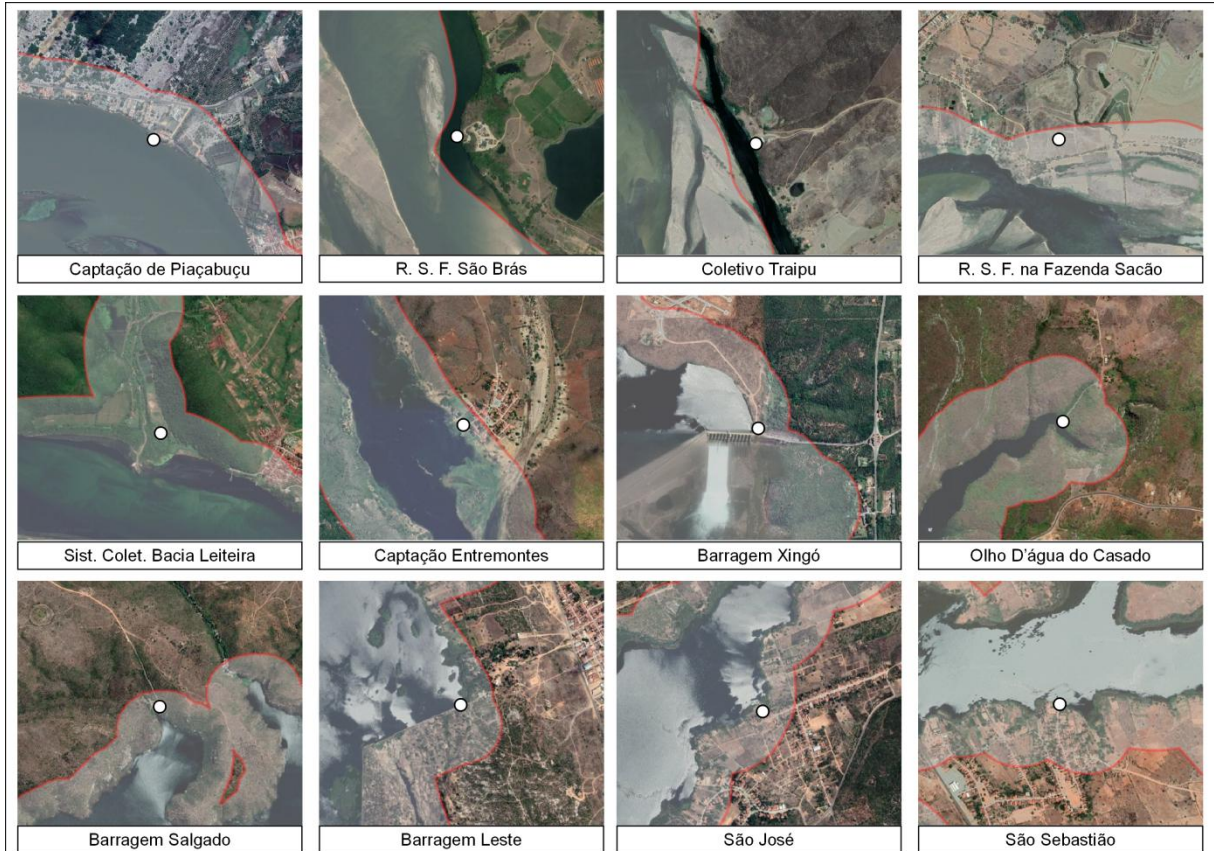 Captação de Piaçabuçu
R. S. F. São Brás
Coletivo Traipu
R. S. F. na Fazenda Sacão
Sist. Colet. Bacia Leiteira
Captação Entremontes
Barragem Xingó
Olho D'água do Casado
Barragem Salgado
Barragem Leste
São José
São Sebastião